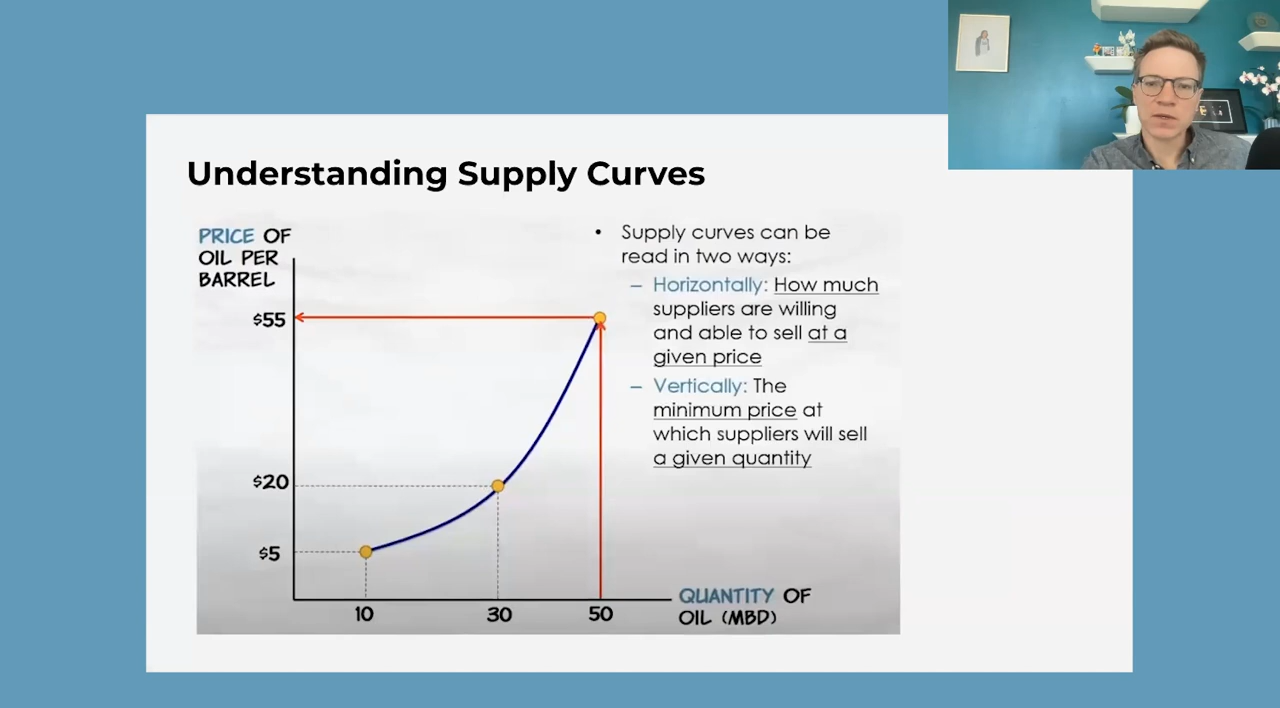 Understanding Supply Curves
PRICE OF
OIL PER
BARREL
$55
$20
$5
10
30
50
QUANTITY OF
OIL (MBD)
• Supply curves can be
read in two ways:
– Horizontally: How much
suppliers are willing
and able to sell at a
given price
– Vertically: The
minimum price at
which suppliers will sell
a given quantity